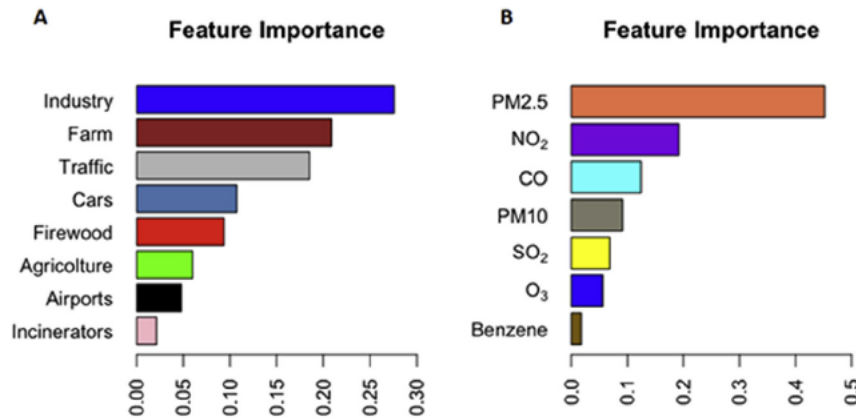 A
Feature Importance
Industry
Farm
Traffic
Cars
Firewood
Agricolture
Airports
Incinerators
0.00
0.05
0.10
0.15
0.20
0.25
0.30
B
Feature Importance
PM2.5
NO₂
CO
PM10
SO₂
O₃
Benzene
0.0
0.1
0.2
0.3
0.4
0.5